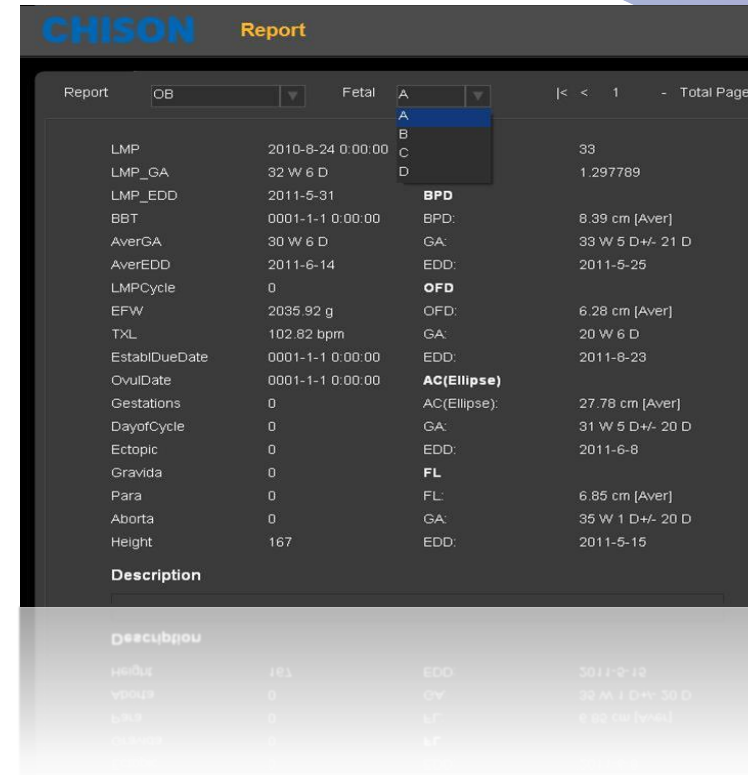 CHISON Report
Report OB Fetal A |< < 1 - Total Page
A
B
C
D
LMP 2010-8-24 0:00:00 33
LMP_GA 32 W 6 D 1.297789
LMP_EDD 2011-5-31 BPD
BBT 0001-1-1 0:00:00 BPD: 8.39 cm [Aver]
AverGA 30 W 6 D GA: 33 W 5 D+/- 21 D
AverEDD 2011-6-14 EDD: 2011-5-25
LMPCycle 0 OFD
EFW 2035.92 g OFD: 6.28 cm [Aver]
TXL 102.82 bpm GA: 20 W 6 D
EstablDueDate 0001-1-1 0:00:00 EDD: 2011-8-23
OvulDate 0001-1-1 0:00:00 AC(Ellipse)
Gestations 0 AC(Ellipse): 27.78 cm [Aver]
DayofCycle 0 GA: 31 W 5 D+/- 20 D
Ectopic 0 EDD: 2011-6-8
Gravida 0 FL
Para 0 FL: 6.85 cm [Aver]
Aborta 0 GA: 35 W 1 D+/- 20 D
Height 167 EDD: 2011-5-15
Description